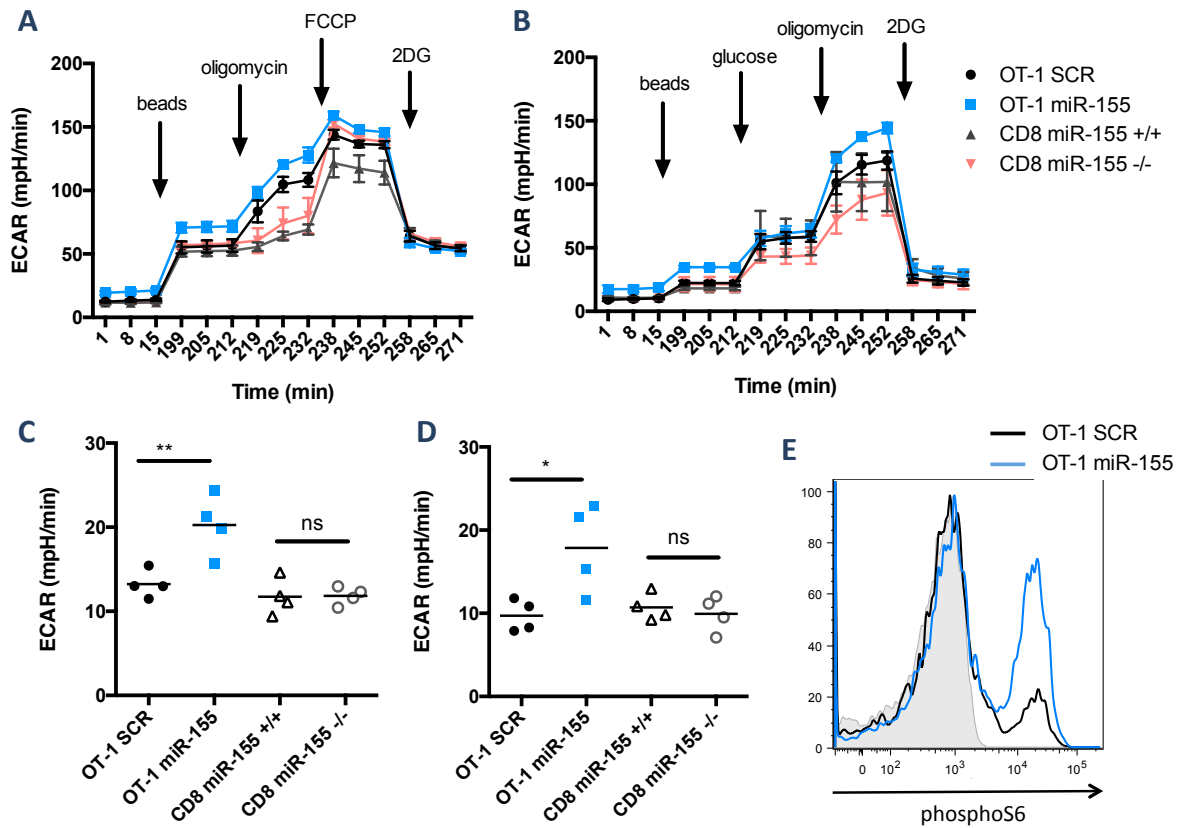 A
FCCP
oligomycin
2DG
beads
ECAR (mpH/min)
200
150
100
50
0
1
8
15
199
205
212
219
225
232
238
245
252
258
265
271
Time (min)
B
oligomycin
2DG
glucose
beads
ECAR (mpH/min)
200
150
100
50
0
1
8
15
199
205
212
219
225
232
238
245
252
258
265
271
Time (min)
OT-1 SCR
OT-1 miR-155
CD8 miR-155 +/+
CD8 miR-155 -/-
C
ECAR (mpH/min)
30
20
10
0
**
ns
OT-1 SCR
OT-1 miR-155
CD8 miR-155 +/+
CD8 miR-155 -/-
D
ECAR (mpH/min)
30
20
10
0
*
ns
OT-1 SCR
OT-1 miR-155
CD8 miR-155 +/+
CD8 miR-155 -/-
E
OT-1 SCR
OT-1 miR-155
100
80
60
40
20
0
0 10² 10³ 10⁴ 10⁵
phosphoS6